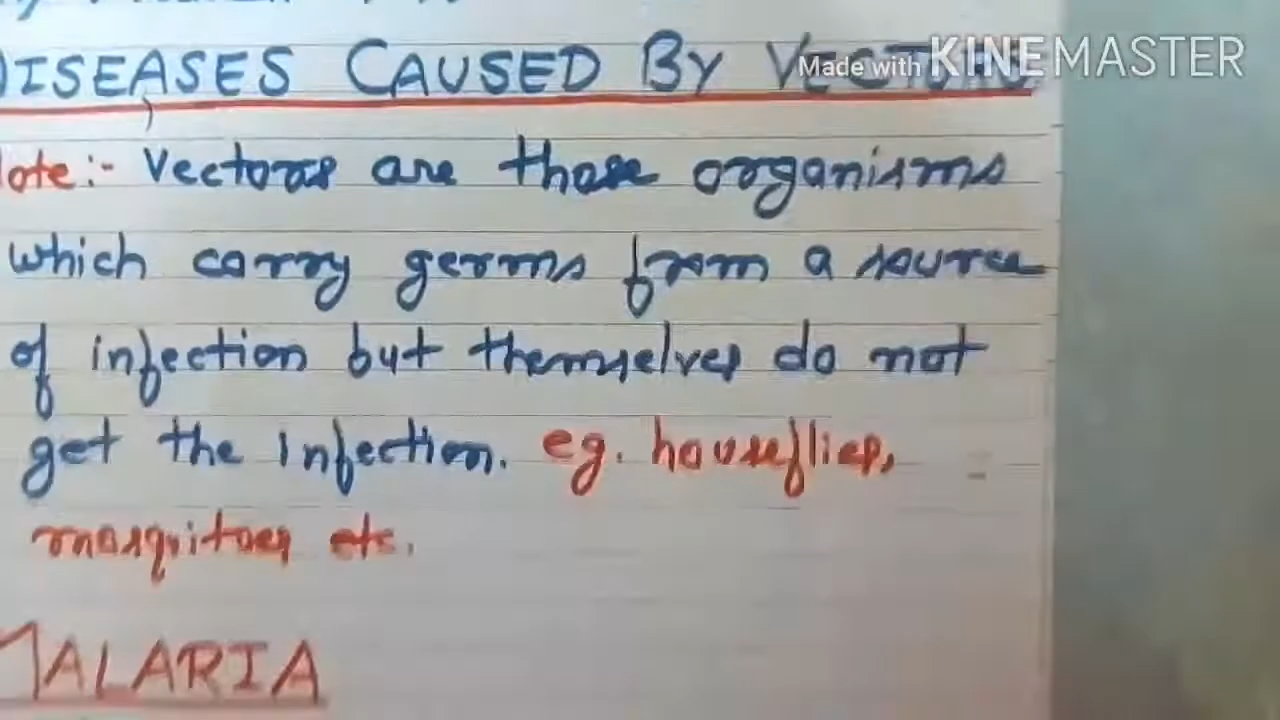 DISEASES CAUSED BY VECTORS
Made with KINEMASTER
Note:- Vectors are those organisms
which carry germs from a source
of infection but themselves do not
get the infection. eg. houseflies,
mosquitoes etc.
MALARIA